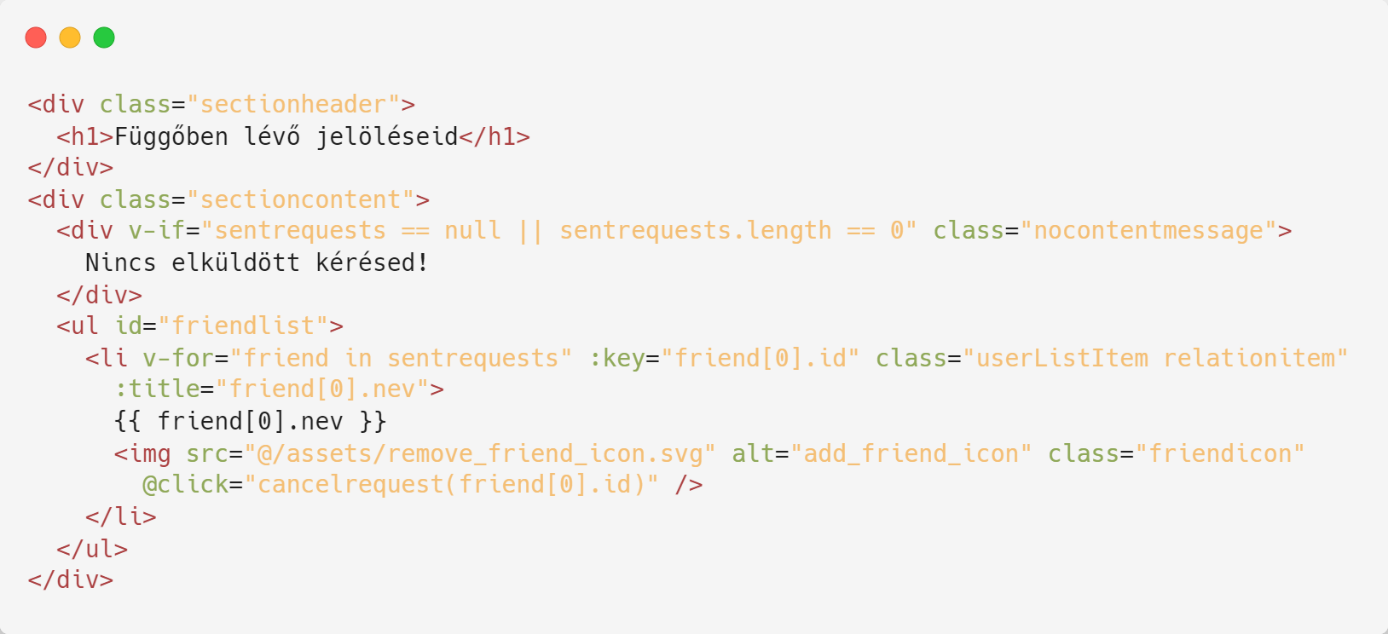 <div class="sectionheader">
  <h1>Függőben lévő jelöléseid</h1>
</div>
<div class="sectioncontent">
  <div v-if="sentrequests == null || sentrequests.length == 0" class="nocontentmessage">
    Nincs elküldött kérésed!
  </div>
  <ul id="friendlist">
    <li v-for="friend in sentrequests" :key="friend[0].id" class="userListItem relationitem"
      :title="friend[0].nev">
      {{ friend[0].nev }}
      <img src="@/assets/remove_friend_icon.svg" alt="add_friend_icon" class="friendicon"
        @click="cancelrequest(friend[0].id)" />
    </li>
  </ul>
</div>